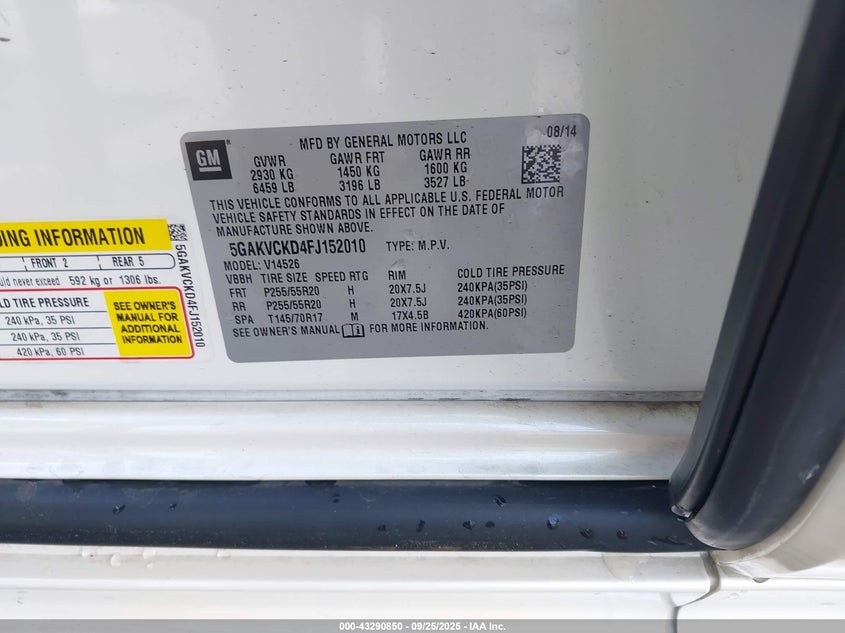 GM
MFD BY GENERAL MOTORS LLC 08/14
GVWR GAWR FRT GAWR RR
2930 KG 1450 KG 1600 KG
6459 LB 3196 LB 3527 LB
THIS VEHICLE CONFORMS TO ALL APPLICABLE U.S. FEDERAL MOTOR
VEHICLE SAFETY STANDARDS IN EFFECT ON THE DATE OF
MANUFACTURE SHOWN ABOVE.
5GAKVCKD4FJ152010 TYPE: M.P.V.
MODEL: V14526
VBBH TIRE SIZE SPEED RTG RIM COLD TIRE PRESSURE
FRT P255/55R20 H 20X7.5J 240KPA(35PSI)
RR P255/55R20 H 20X7.5J 240KPA(35PSI)
SPA T145/70R17 M 17X4.5B 420KPA(60PSI)
SEE OWNER'S MANUAL FOR MORE INFORMATION.
INFORMATION
FRONT 2 REAR 5
never exceed 592 kg or 1306 lbs.
TIRE PRESSURE
240 kPa, 35 PSI
240 kPa, 35 PSI
420 kPa, 60 PSI
SEE OWNER'S
MANUAL FOR
ADDITIONAL
INFORMATION
5GAKVCKD4FJ152010
000-43290850 - 09/25/2025 - IAA Inc.